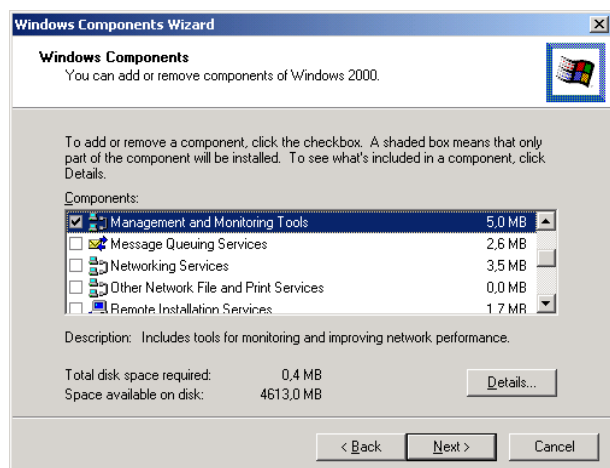 Windows Components Wizard
Windows Components
You can add or remove components of Windows 2000.
To add or remove a component, click the checkbox. A shaded box means that only
part of the component will be installed. To see what's included in a component, click
Details.
Components:
Management and Monitoring Tools 5,0 MB
Message Queuing Services 2,6 MB
Networking Services 3,5 MB
Other Network File and Print Services 0,0 MB
Remote Installation Services 1,7 MB
Description: Includes tools for monitoring and improving network performance.
Total disk space required: 0,4 MB
Space available on disk: 4613,0 MB
Details...
< Back
Next >
Cancel